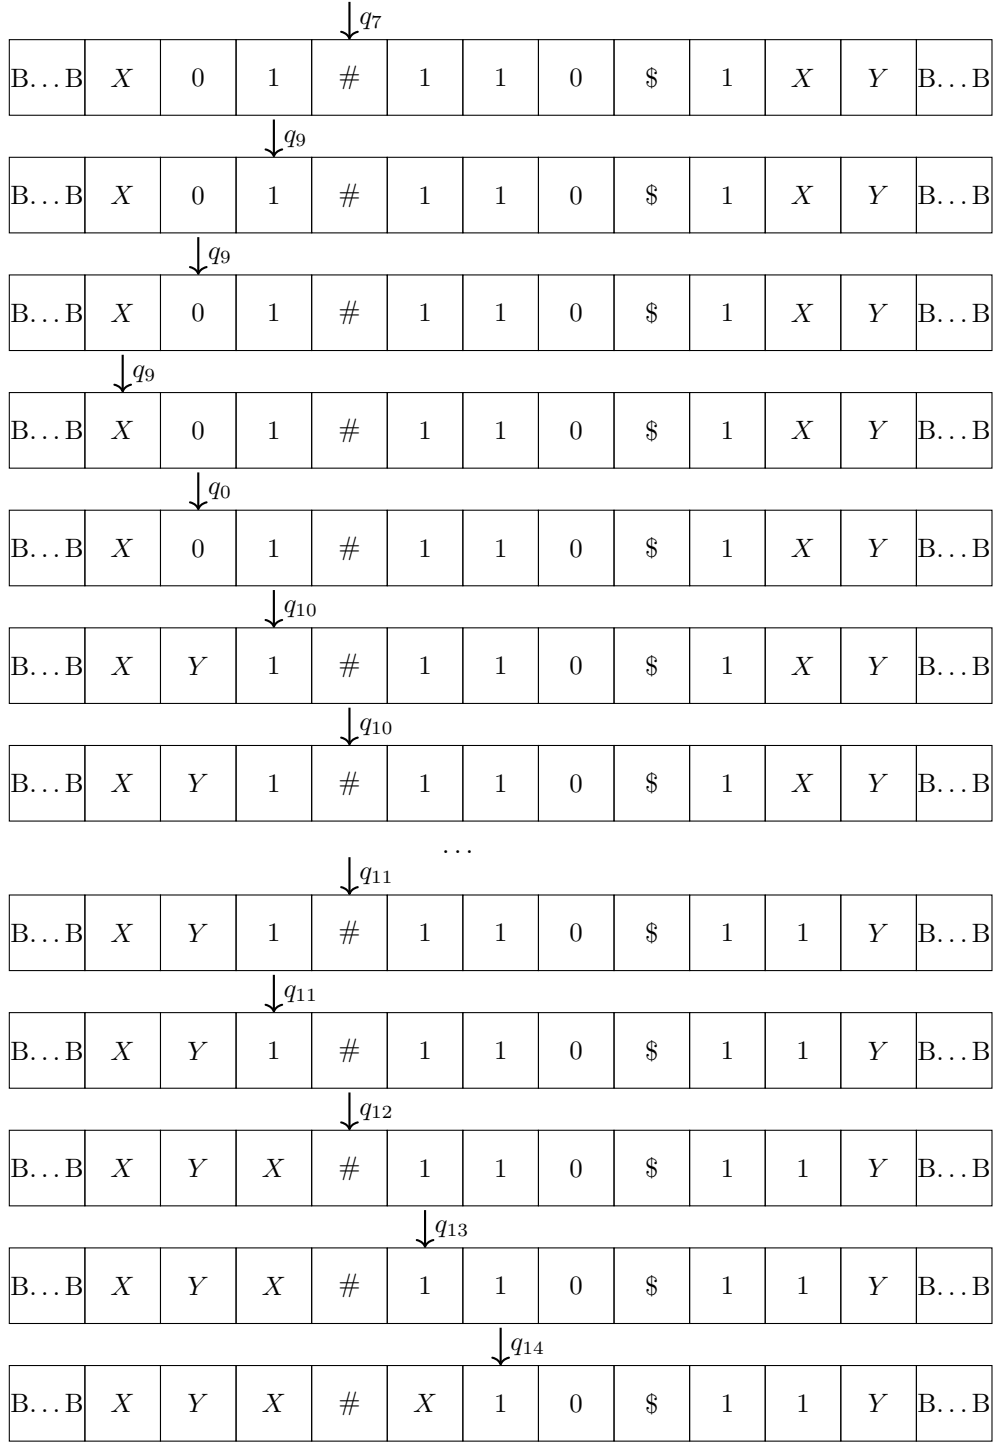 q₇
B…B X 0 1 # 1 1 0 $ 1 X Y B…B
q₉
B…B X 0 1 # 1 1 0 $ 1 X Y B…B
q₉
B…B X 0 1 # 1 1 0 $ 1 X Y B…B
q₉
B…B X 0 1 # 1 1 0 $ 1 X Y B…B
q₀
B…B X 0 1 # 1 1 0 $ 1 X Y B…B
q₁₀
B…B X Y 1 # 1 1 0 $ 1 X Y B…B
q₁₀
B…B X Y 1 # 1 1 0 $ 1 X Y B…B
…
q₁₁
B…B X Y 1 # 1 1 0 $ 1 1 Y B…B
q₁₁
B…B X Y 1 # 1 1 0 $ 1 1 Y B…B
q₁₂
B…B X Y X # 1 1 0 $ 1 1 Y B…B
q₁₃
B…B X Y X # 1 1 0 $ 1 1 Y B…B
q₁₄
B…B X Y X # X 1 0 $ 1 1 Y B…B